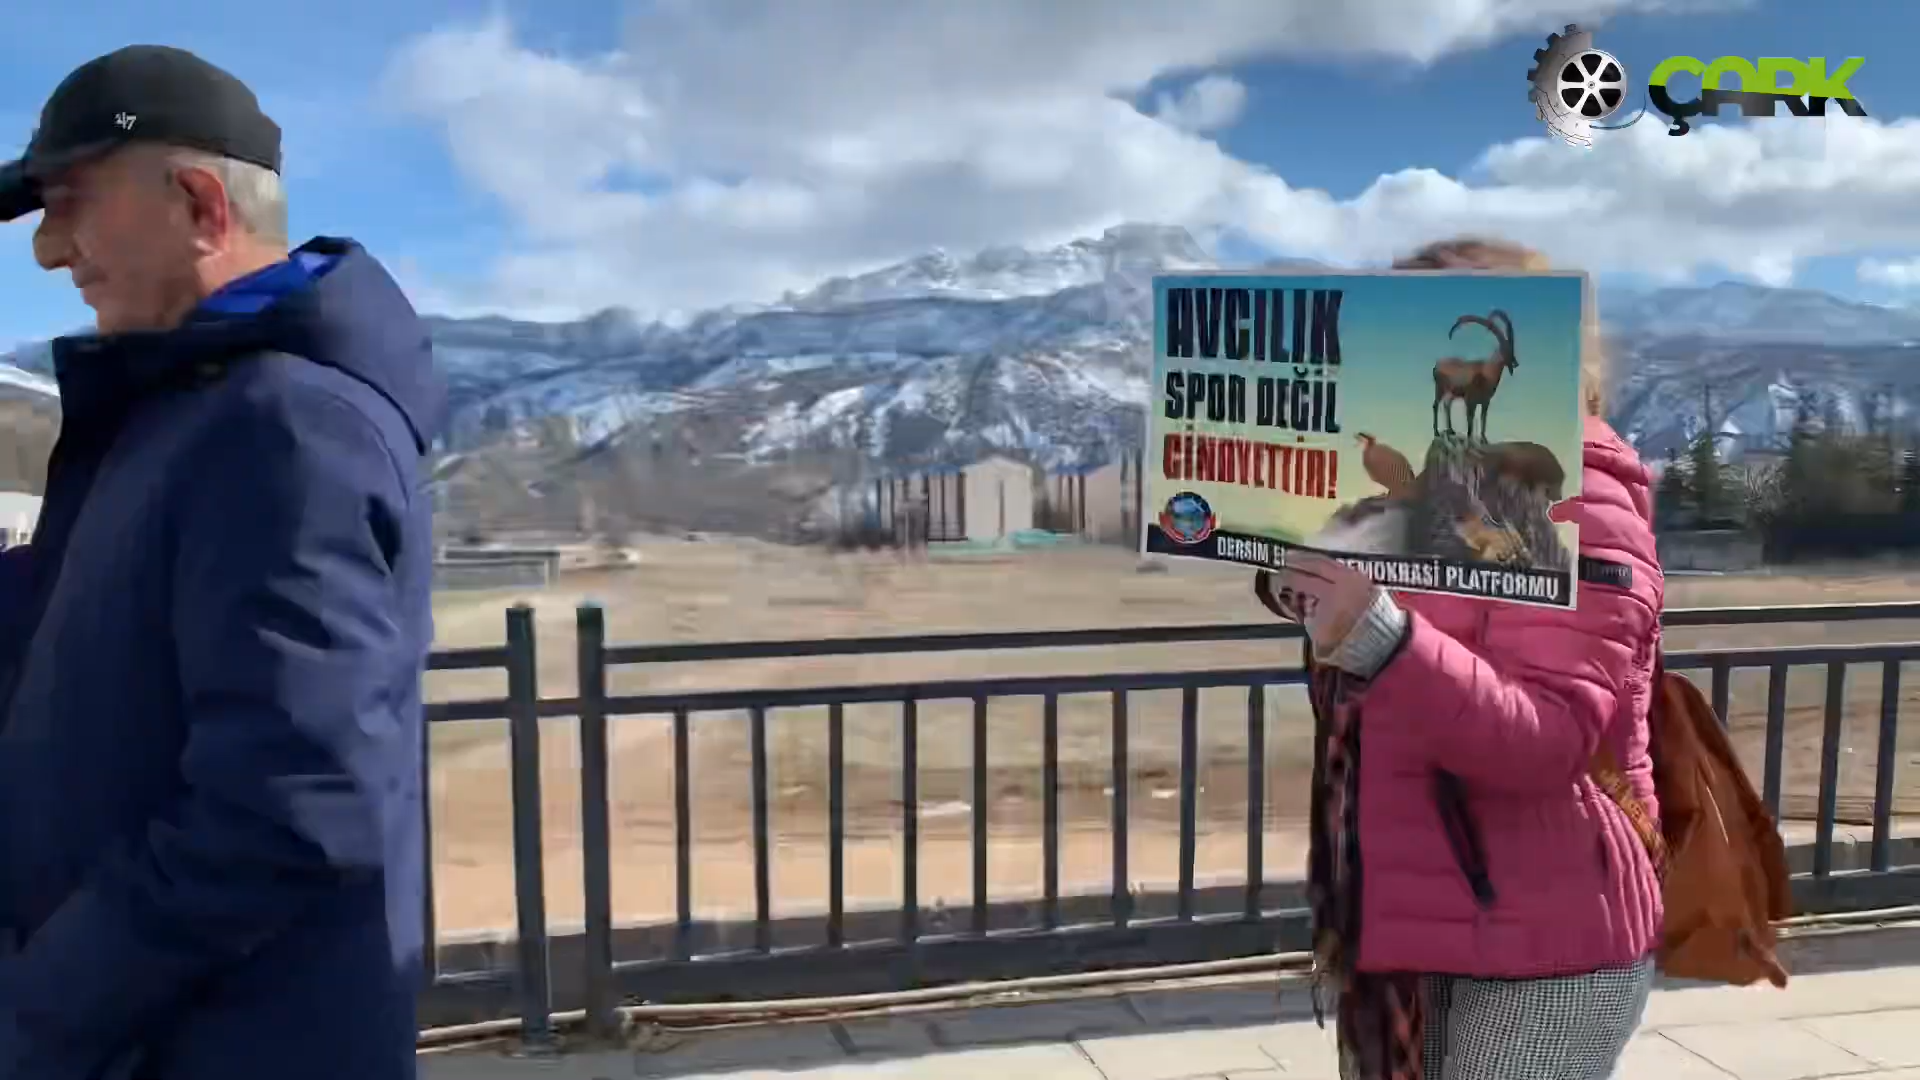 '47
ÇARK
AVCILIK
SPOR DEĞİL
CİNAYETTİR!
DERSİM DEMOKRASİ PLATFORMU